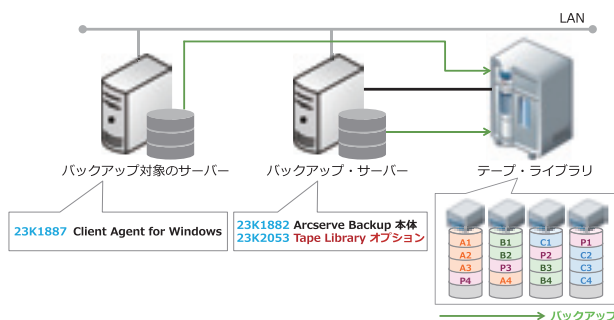 LAN
バックアップ対象のサーバー
バックアップ・サーバー
テープ・ライブラリ
23K1887 Client Agent for Windows
23K1882 Arcserve Backup 本体
23K2053 Tape Library オプション
A1 B1 C1 P1
A2 B2 P2 C2
A3 P3 B3 C3
P4 A4 B4 C4
バックアップ